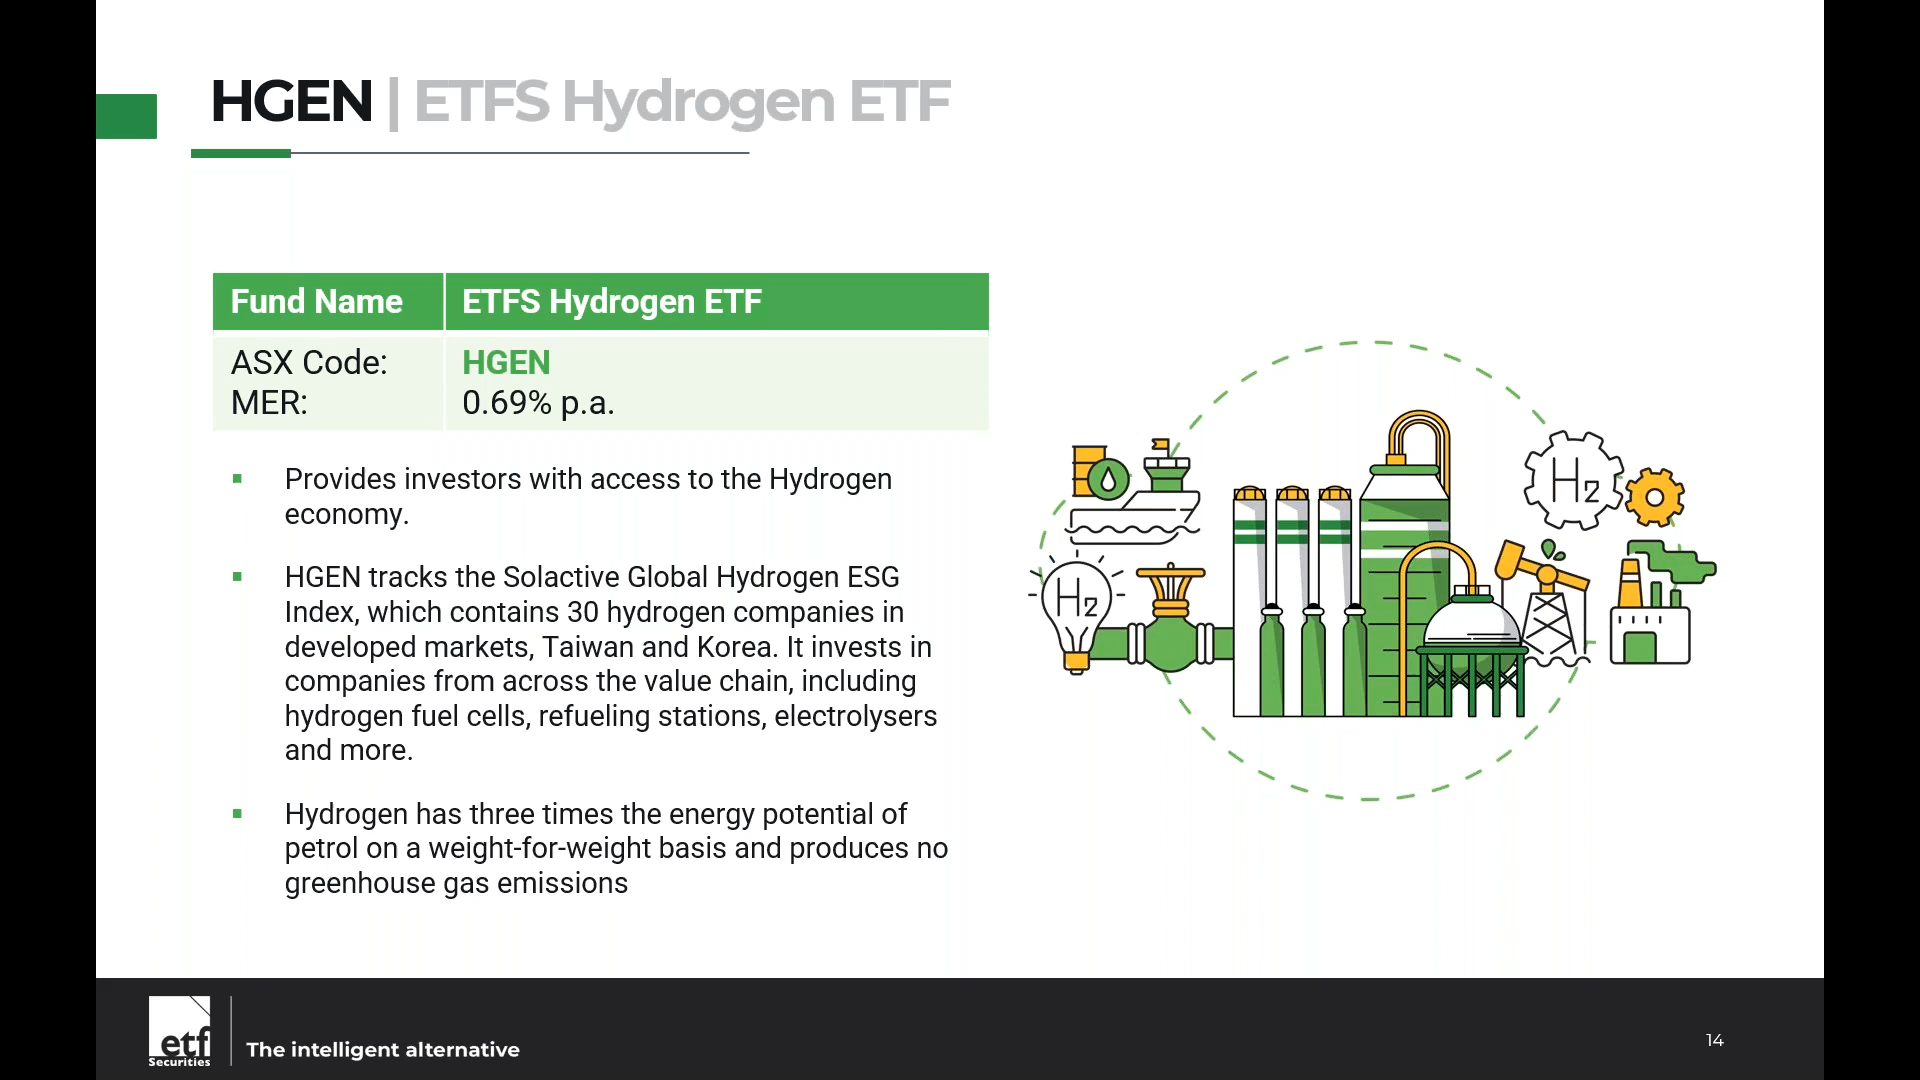 HGEN | ETFS Hydrogen ETF
Fund Name ETFS Hydrogen ETF
ASX Code: HGEN
MER: 0.69% p.a.
Provides investors with access to the Hydrogen
economy.
HGEN tracks the Solactive Global Hydrogen ESG
Index, which contains 30 hydrogen companies in
developed markets, Taiwan and Korea. It invests in
companies from across the value chain, including
hydrogen fuel cells, refueling stations, electrolysers
and more.
Hydrogen has three times the energy potential of
petrol on a weight-for-weight basis and produces no
greenhouse gas emissions
H2
H2
etf
Securities
The intelligent alternative
14